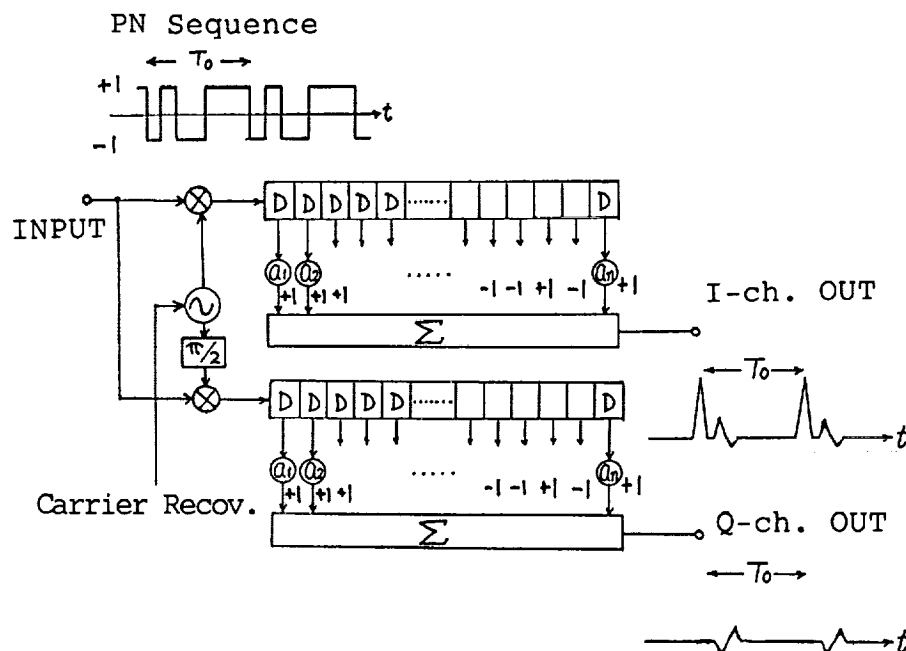 PN Sequence
T₀
+1
-1
t
INPUT
D D D D D ....... D
a₁ a₂ ..... aₙ
+1 +1 +1 -1 -1 +1 -1 +1
Σ
I-ch. OUT
π/2
T₀
t
D D D D D ....... D
a₁ a₂ ..... aₙ
+1 +1 +1 -1 -1 +1 -1 +1
Carrier Recov.
Σ
Q-ch. OUT
T₀
t